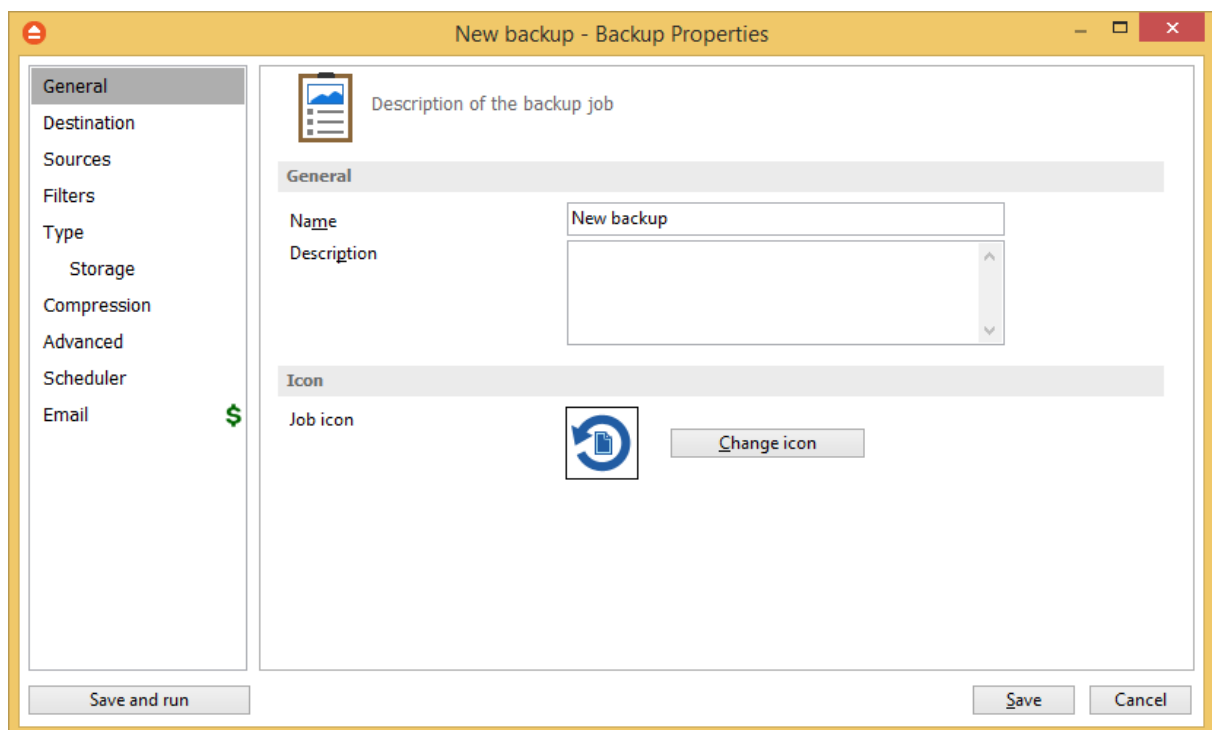 New backup - Backup Properties
General
Destination
Sources
Filters
Type
Storage
Compression
Advanced
Scheduler
Email $
Description of the backup job
General
Name New backup
Description
Icon
Job icon Change icon
Save and run Save Cancel